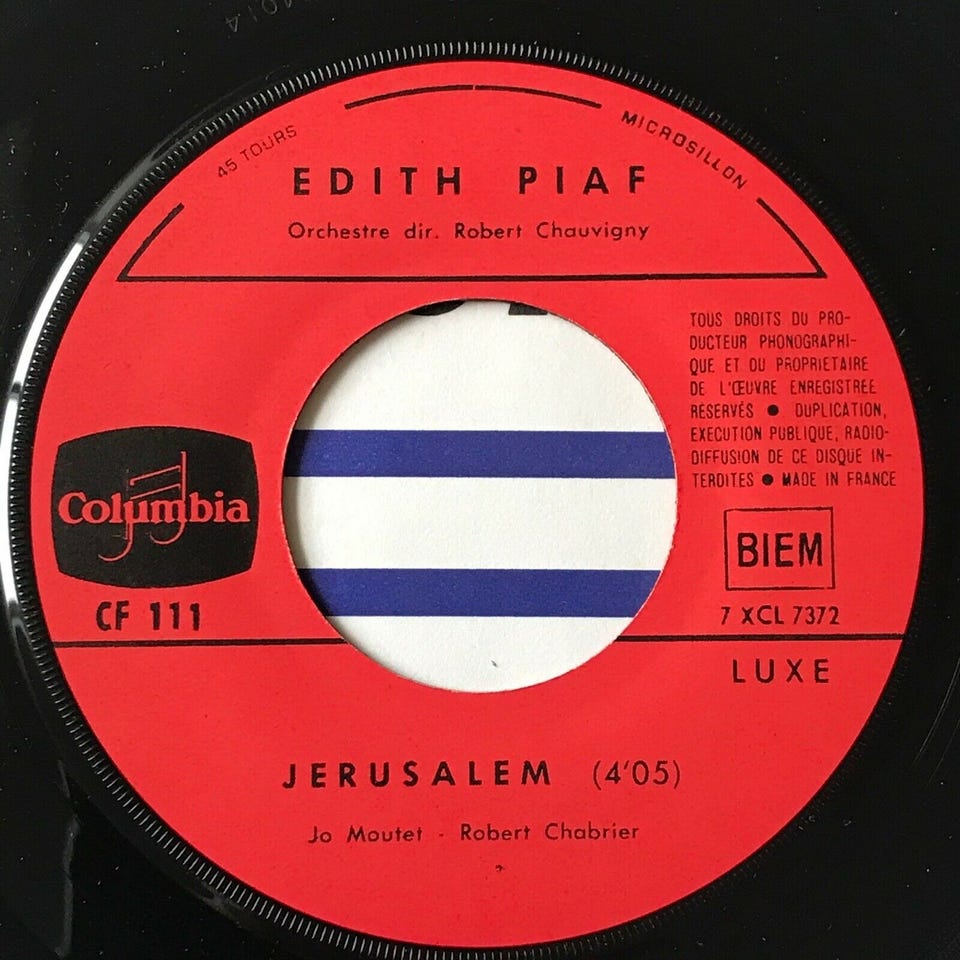 45 TOURS
MICROSILLON
EDITH PIAF
Orchestre dir. Robert Chauvigny
TOUS DROITS DU PRO-
DUCTEUR PHONOGRAPHI-
QUE ET DU PROPRIETAIRE
DE L'ŒUVRE ENREGISTREE
RESERVÉS ● DUPLICATION,
EXECUTION PUBLIQUE, RADIO-
DIFFUSION DE CE DISQUE IN-
TERDITES ● MADE IN FRANCE
Columbia
CF 111
BIEM
7 XCL 7372
LUXE
JERUSALEM (4'05)
Jo Moutet - Robert Chabrier